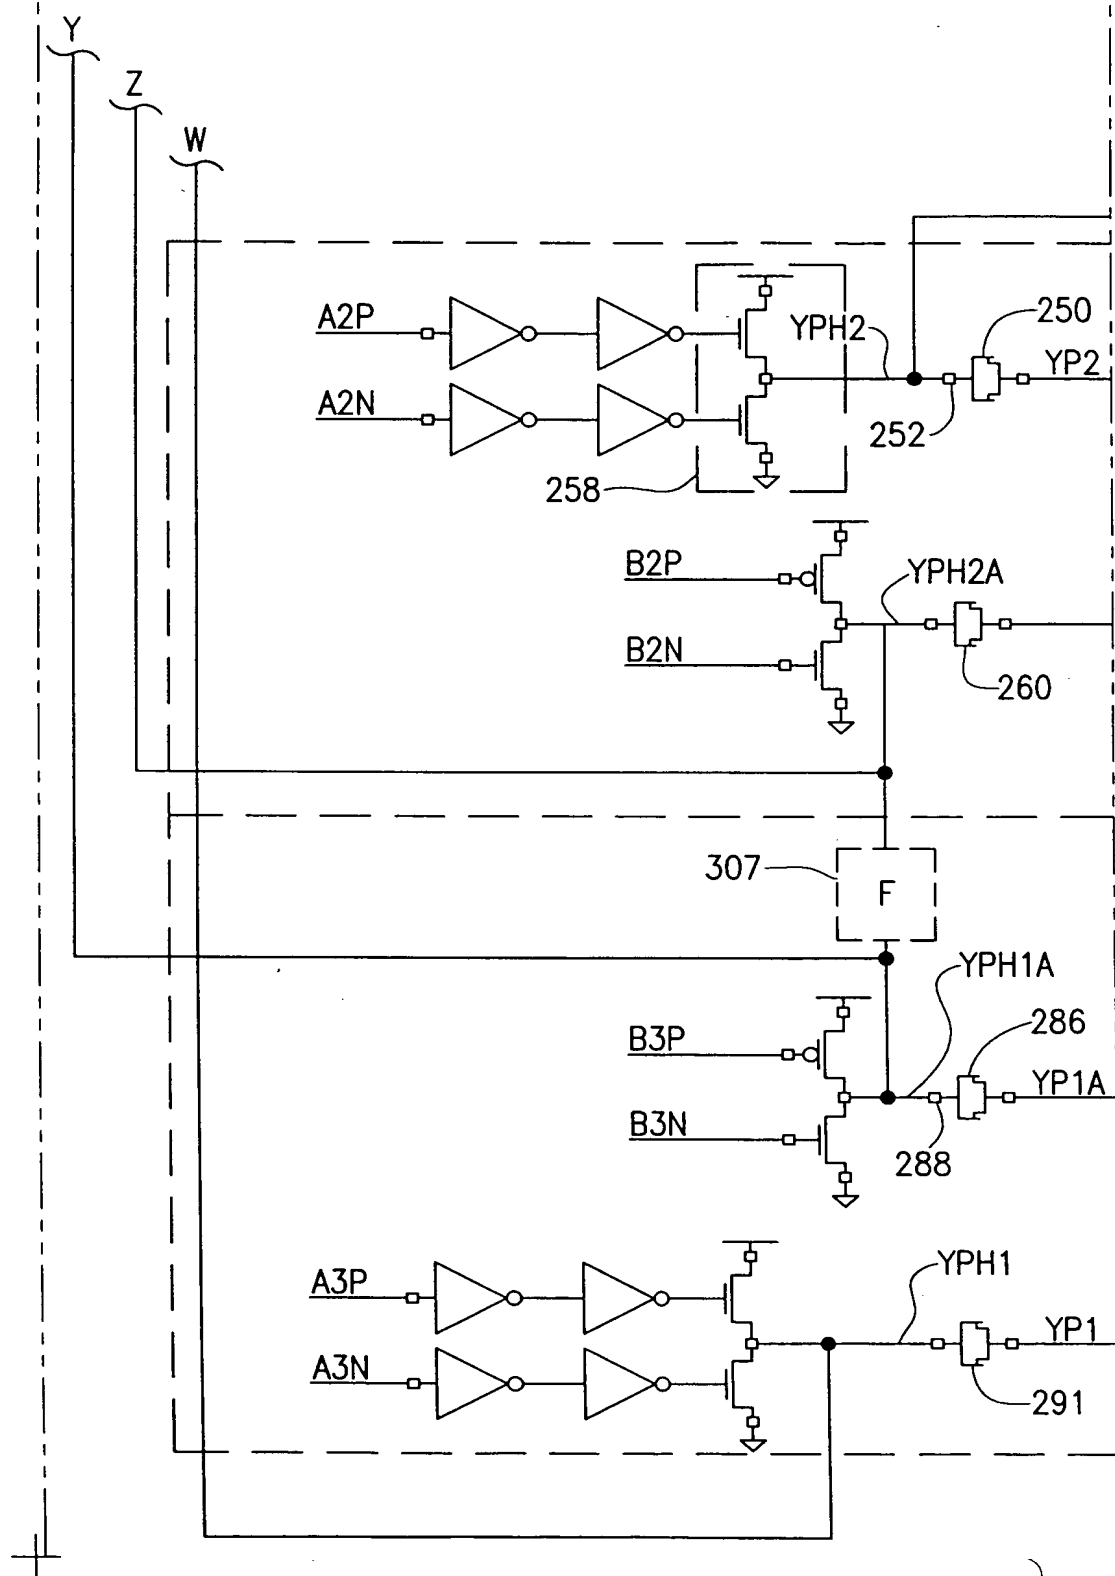 Y
Z
W
A2P
YPH2
250
YP2
A2N
252
258
B2P
YPH2A
B2N
260
307
F
YPH1A
B3P
286
YP1A
B3N
288
A3P
YPH1
YP1
A3N
291